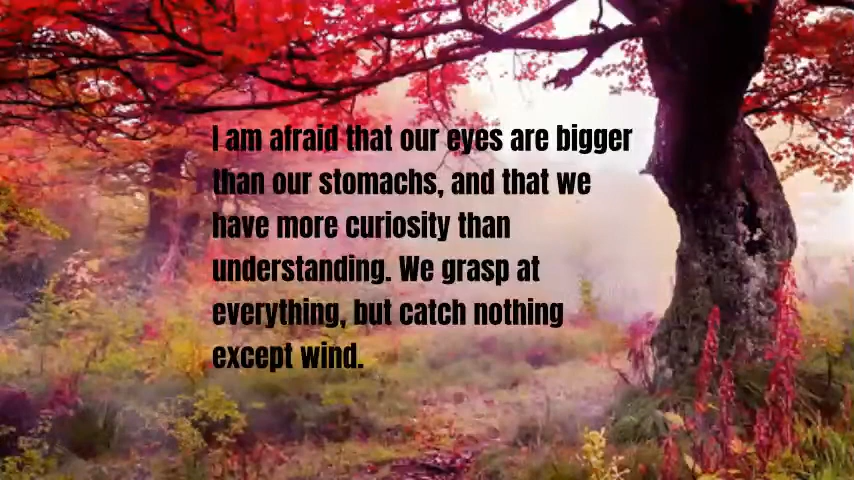 I am afraid that our eyes are bigger
than our stomachs, and that we
have more curiosity than
understanding. We grasp at
everything, but catch nothing
except wind.